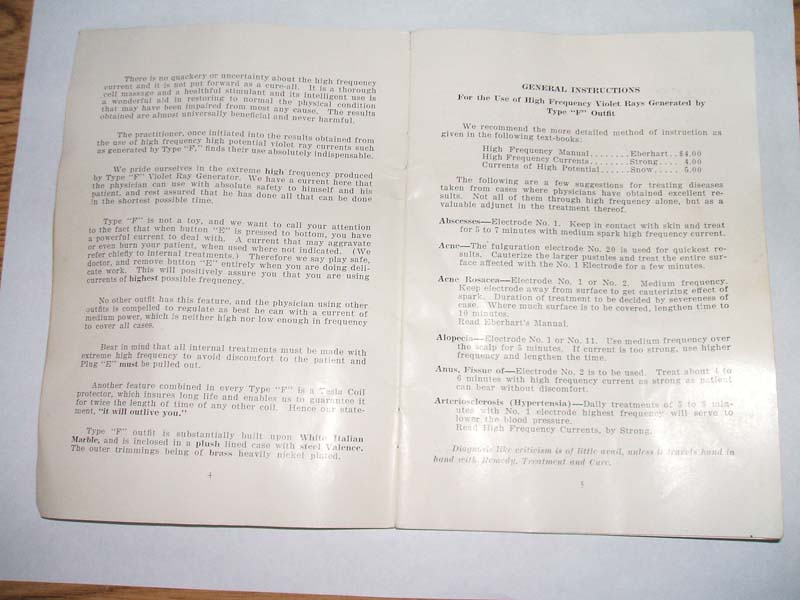 There is no quackery or uncertainty about the high frequency
current and it is not put forward as a cure-all. It is a thorough
cell massage and a healthful stimulant and its intelligent use is
a wonderful aid in restoring to normal the physical condition
that may have been impaired from most any cause. The results
obtained are almost universally beneficial and never harmful.
The practitioner, once initiated into the results obtained from
the use of high frequency high potential violet ray currents such
as generated by Type "F," finds their use absolutely indispensable.
We pride ourselves in the extreme high frequency produced
by Type "F" Violet Ray Generator. We have a current here that
the physician can use with absolute safety to himself and his
patient, and rest assured that he has done all that can be done
in the shortest possible time.
Type "F" is not a toy, and we want to call your attention
to the fact that when button "E" is pressed to bottom, you have
a powerful current to deal with. A current that may aggravate
or even burn your patient, when used where not indicated. (We
refer chiefly to internal treatments.) Therefore we say play safe,
doctor, and remove button "E" entirely when you are doing deli-
cate work. This will positively assure you that you are using
currents of highest possible frequency.
No other outfit has this feature, and the physician using other
outfits is compelled to regulate as best he can with a current of
medium power, which is neither high nor low enough in frequency
to cover all cases.
Bear in mind that all internal treatments must be made with
extreme high frequency to avoid discomfort to the patient and
Plug "E" must be pulled out.
Another feature combined in every Type "F" is a Tesla Coil
protector, which insures long life and enables us to guarantee it
for twice the length of time of any other coil. Hence our state-
ment, "it will outlive you."
Type "F" outfit is substantially built upon White Italian
Marble, and is inclosed in a plush lined case with steel Valence.
The outer trimmings being of brass heavily nickel plated.
4
GENERAL INSTRUCTIONS
For the Use of High Frequency Violet Rays Generated by
Type "F" Outfit
We recommend the more detailed method of instruction as
given in the following text-books:
High Frequency Manual........Eberhart..$4.00
High Frequency Currents......Strong.... 4.00
Currents of High Potential......Snow..... 5.00
The following are a few suggestions for treating diseases
taken from cases where physicians have obtained excellent re-
sults. Not all of them through high frequency alone, but as a
valuable adjunct in the treatment thereof.
Abscesses—Electrode No. 1. Keep in contact with skin and treat
for 5 to 7 minutes with medium spark high frequency current.
Acne—The fulguration electrode No. 20 is used for quickest re-
sults. Cauterize the larger pustules and treat the entire sur-
face affected with the No. 1 Electrode for a few minutes.
Acne Rosacea—Electrode No. 1 or No. 2. Medium frequency.
Keep electrode away from surface to get cauterizing effect of
spark. Duration of treatment to be decided by severeness of
case. Where much surface is to be covered, lengthen time to
10 minutes.
Read Eberhart's Manual.
Alopecia—Electrode No. 1 or No. 11. Use medium frequency over
the scalp for 5 minutes. If current is too strong, use higher
frequency and lengthen the time.
Anus, Fissure of—Electrode No. 2 is to be used. Treat about 4 to
6 minutes with high frequency current as strong as patient
can bear without discomfort.
Arteriosclerosis (Hypertensia)—Daily treatments of 5 to 8 min-
utes with No. 1 electrode highest frequency will serve to
lower the blood pressure.
Read High Frequency Currents, by Strong.
Diagnosis like criticism is of little avail, unless it travels hand in
hand with Remedy, Treatment and Cure.
5